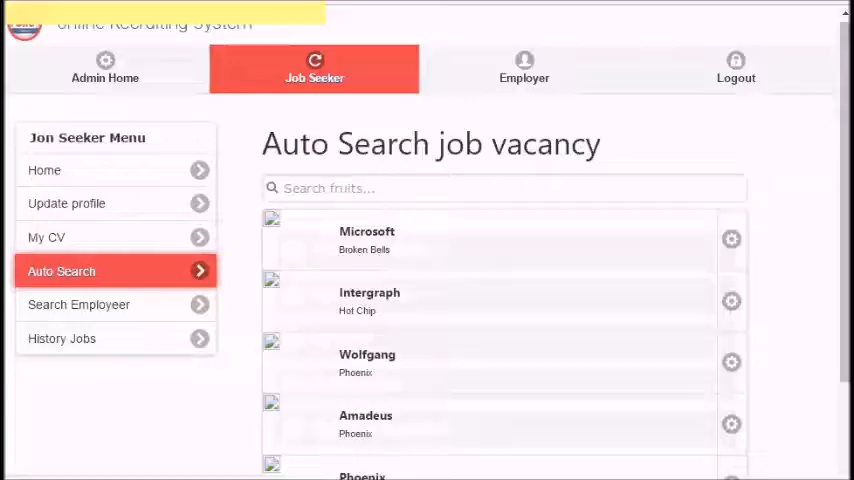 online Recruiting System
Admin Home
Job Seeker
Employer
Logout
Jon Seeker Menu
Home
Update profile
My CV
Auto Search
Search Employeer
History Jobs
Auto Search job vacancy
Search fruits...
Microsoft
Broken Bells
Intergraph
Hot Chip
Wolfgang
Phoenix
Amadeus
Phoenix
Phoenix